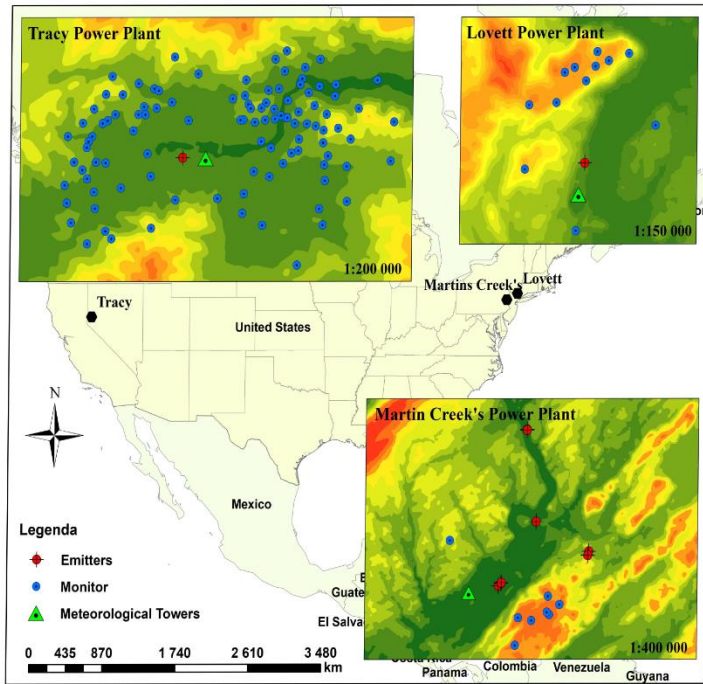 Tracy Power Plant
1:200 000
Lovett Power Plant
1:150 000
Martins Creek's
Lovett
Tracy
United States
Martin Creek's Power Plant
1:400 000
Mexico
N
Legenda
Emitters
Monitor
Meteorological Towers
0 435 870 1 740 2 610 3 480
km
El Salva
Guate
Panama
Colombia
Venezuela
Guyana